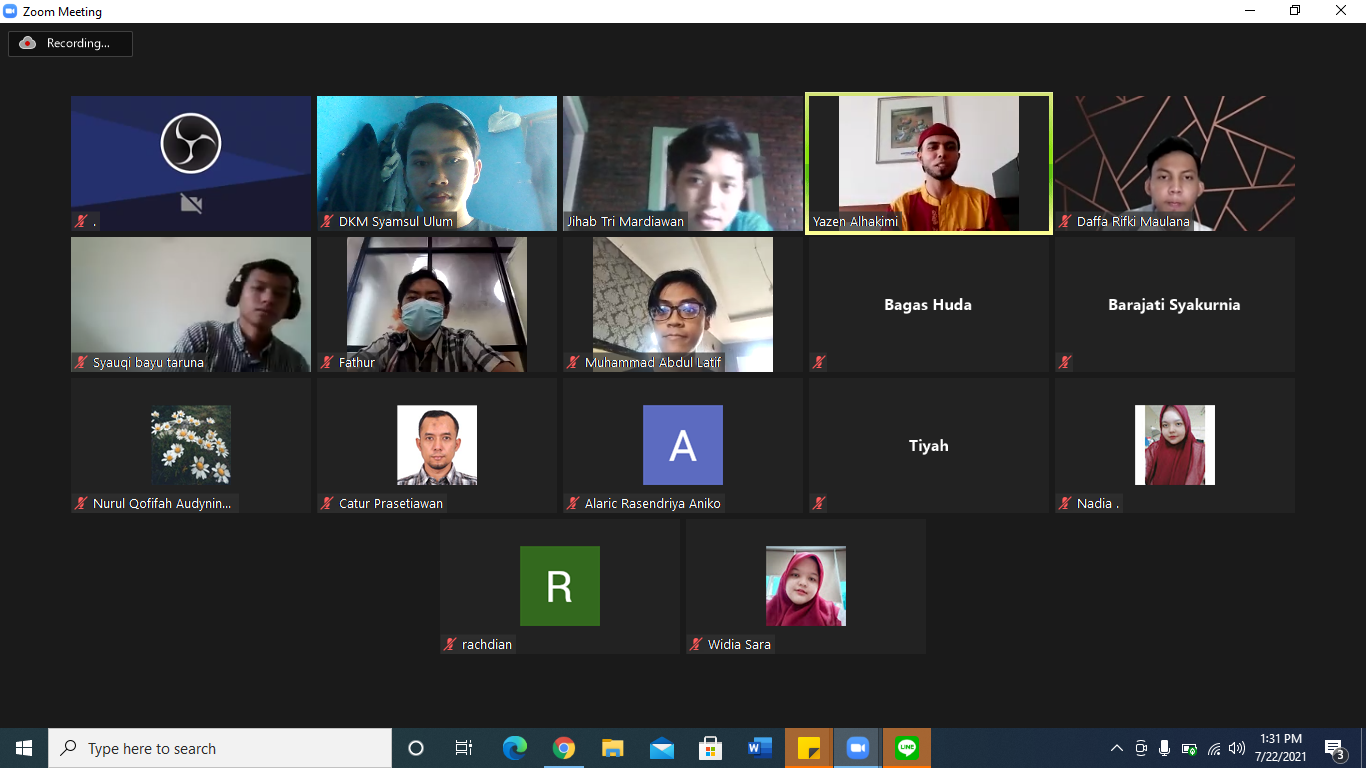 Zoom Meeting
Recording...
.
DKM Syamsul Ulum
Jihab Tri Mardiawan
Yazen Alhakimi
Daffa Rifki Maulana
Syauqi bayu taruna
Fathur
Muhammad Abdul Latif
Bagas Huda
Barajati Syakurnia
Nurul Qofifah Audynin...
Catur Prasetiawan
A
Alaric Rasendriya Aniko
Tiyah
Nadia .
R
rachdian
Widia Sara
Type here to search
W
LINE
1:31 PM
7/22/2021
3